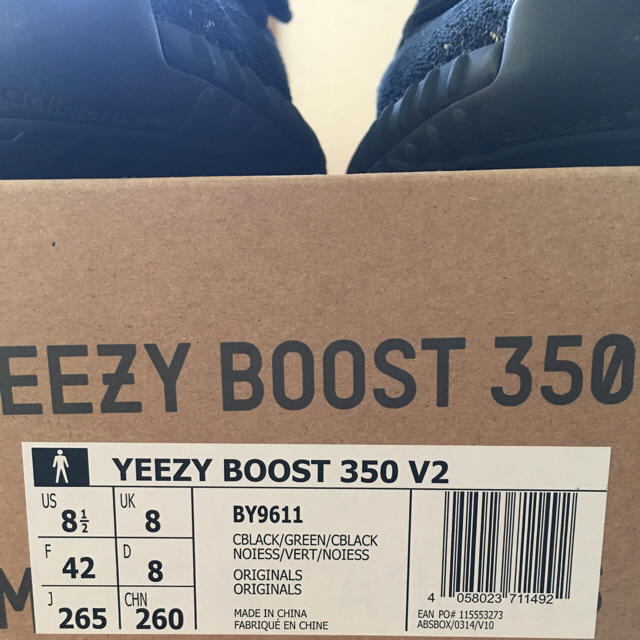 adidas
EEZY BOOST 350
YEEZY BOOST 350 V2
US 8½ UK 8
F 42 D 8
J 265 CHN 260
BY9611
CBLACK/GREEN/CBLACK
NOIESS/VERT/NOIESS
ORIGINALS
ORIGINALS
MADE IN CHINA
FABRIQUÉ EN CHINE
4 058023 711492
EAN PO# 115553273
ABSBOX/0314/V10